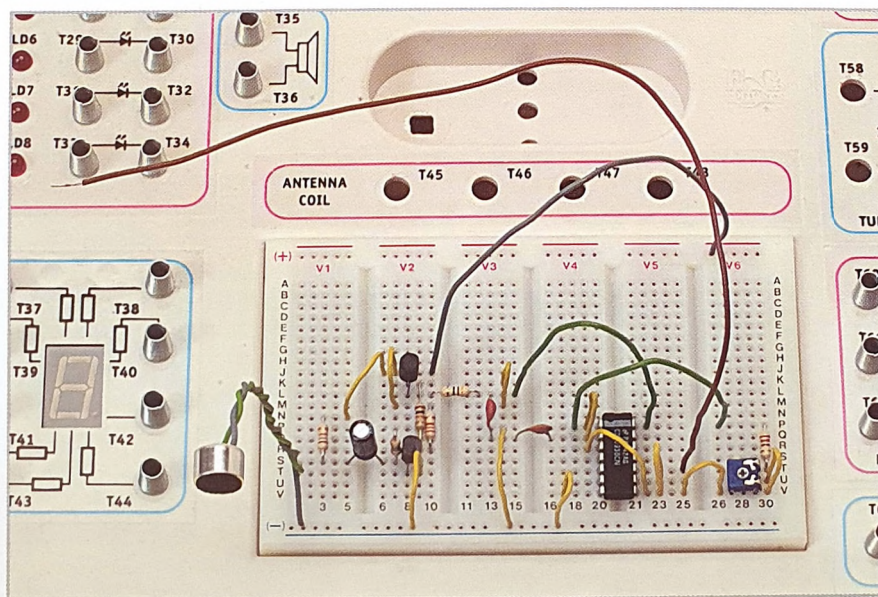 LD6
T29
T30
T35
T36
LD7
T32
LD8
T34
T58
T59
ANTENNA COIL
T45
T46
T47
T48
(+)
V1
V2
V3
V4
V5
V6
A
B
C
D
E
F
G
H
I
J
K
L
M
N
O
P
Q
R
S
T
U
V
A
B
C
D
E
F
G
H
I
J
K
L
M
N
O
P
Q
R
S
T
U
V
T37
T38
T39
T40
T41
T42
T43
T44
3
5
6
8
10
11
13
15
16
18
20
21
23
25
26
28
30
(-)